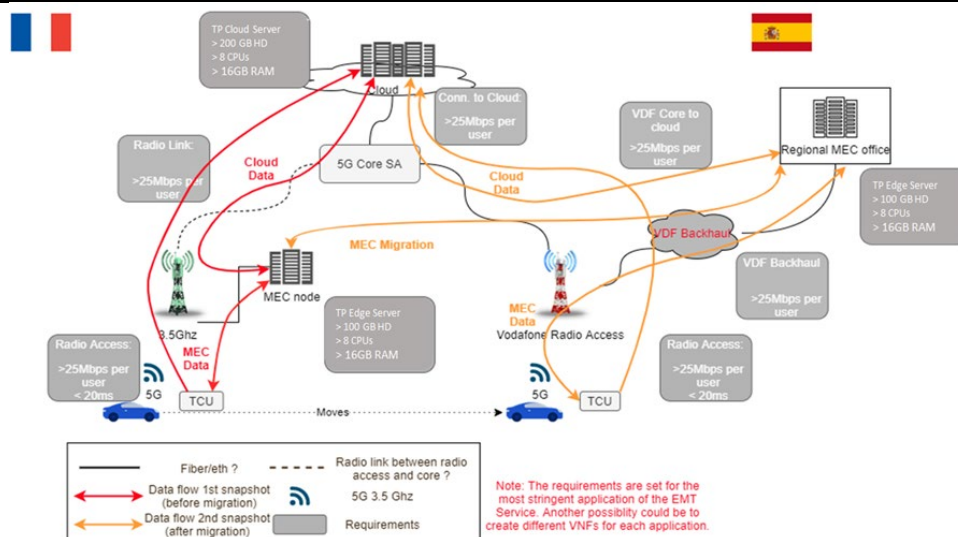 TP Cloud Server
> 200 GB HD
> 8 CPUs
> 16GB RAM
Cloud
Conn. to Cloud:
>25Mbps per
user
VDF Core to
cloud
>25Mbps per
user
Regional MEC office
Radio Link:
>25Mbps per
user
Cloud
Data
5G Core SA
Cloud
Data
TP Edge Server
> 100 GB HD
> 8 CPUs
> 16GB RAM
MEC Migration
VDF Backhaul
VDF Backhaul
>25Mbps per
user
MEC node
3.5Ghz
TP Edge Server
> 100 GB HD
> 8 CPUs
> 16GB RAM
MEC
Data
Vodafone Radio Access
Radio Access:
>25Mbps per
user
< 20ms
MEC
Data
5G
TCU
Moves
5G
TCU
Radio Access:
>25Mbps per
user
< 20ms
Fiber/eth ?
Radio link between radio
access and core ?
Data flow 1st snapshot
(before migration)
5G 3.5 Ghz
Data flow 2nd snapshot
(after migration)
Requirements
Note: The requirements are set for the
most stringent application of the EMT
Service. Another possiblity could be to
create different VNFs for each application.